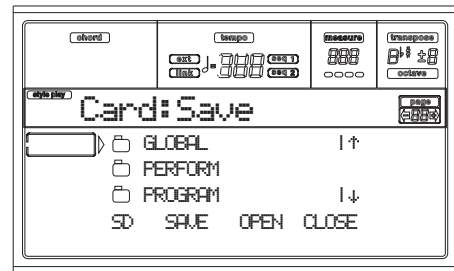 chord tempo measure transpose
ext seq 1
link seq 2
octave
style play page
Card:Save
GLOBAL
PERFORM
PROGRAM
SD SAVE OPEN CLOSE